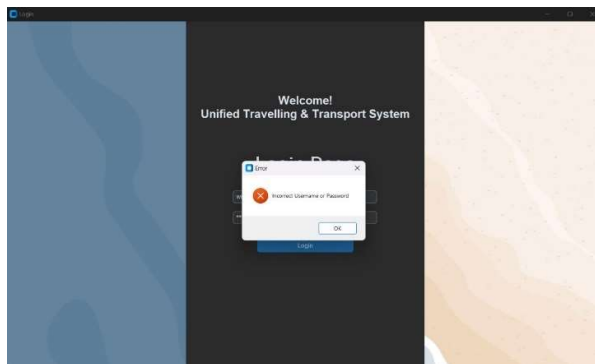 Login
Welcome!
Unified Travelling & Transport System
Error
Incorrect Username or Password
OK
Login